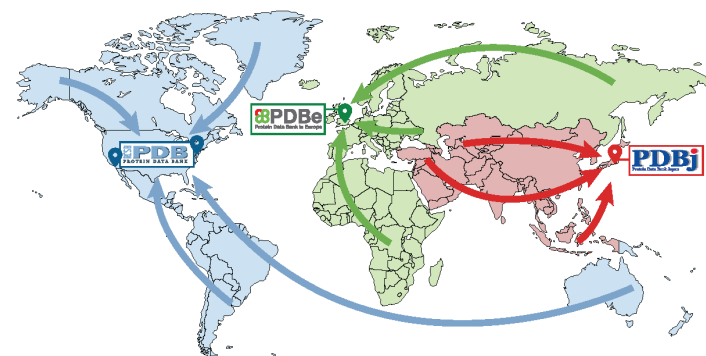 PDBe
Protein Data Bank in Europe
PDB
PROTEIN DATA BANK
PDBj
Protein Data Bank Japan